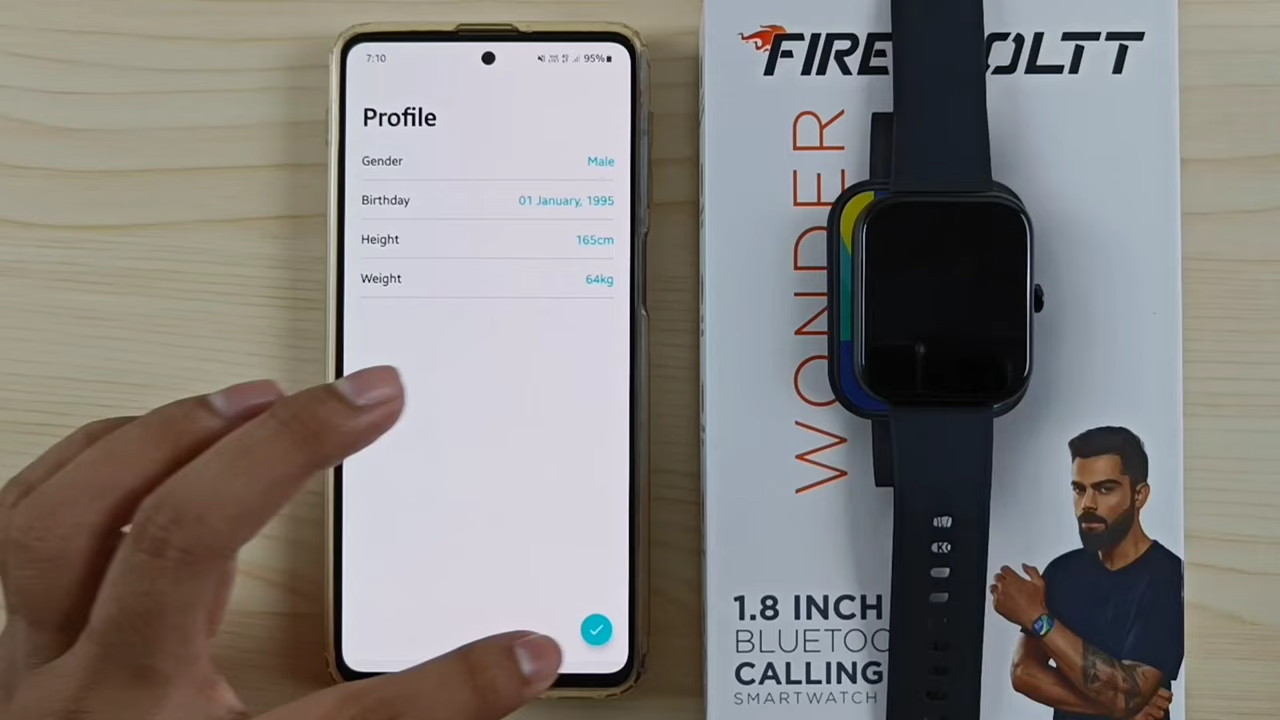 7:10
95%
Profile
Gender Male
Birthday 01 January, 1995
Height 165cm
Weight 64kg
FIRE OLTT
WONDER
1.8 INCH
BLUETOO
CALLING
SMARTWATCH